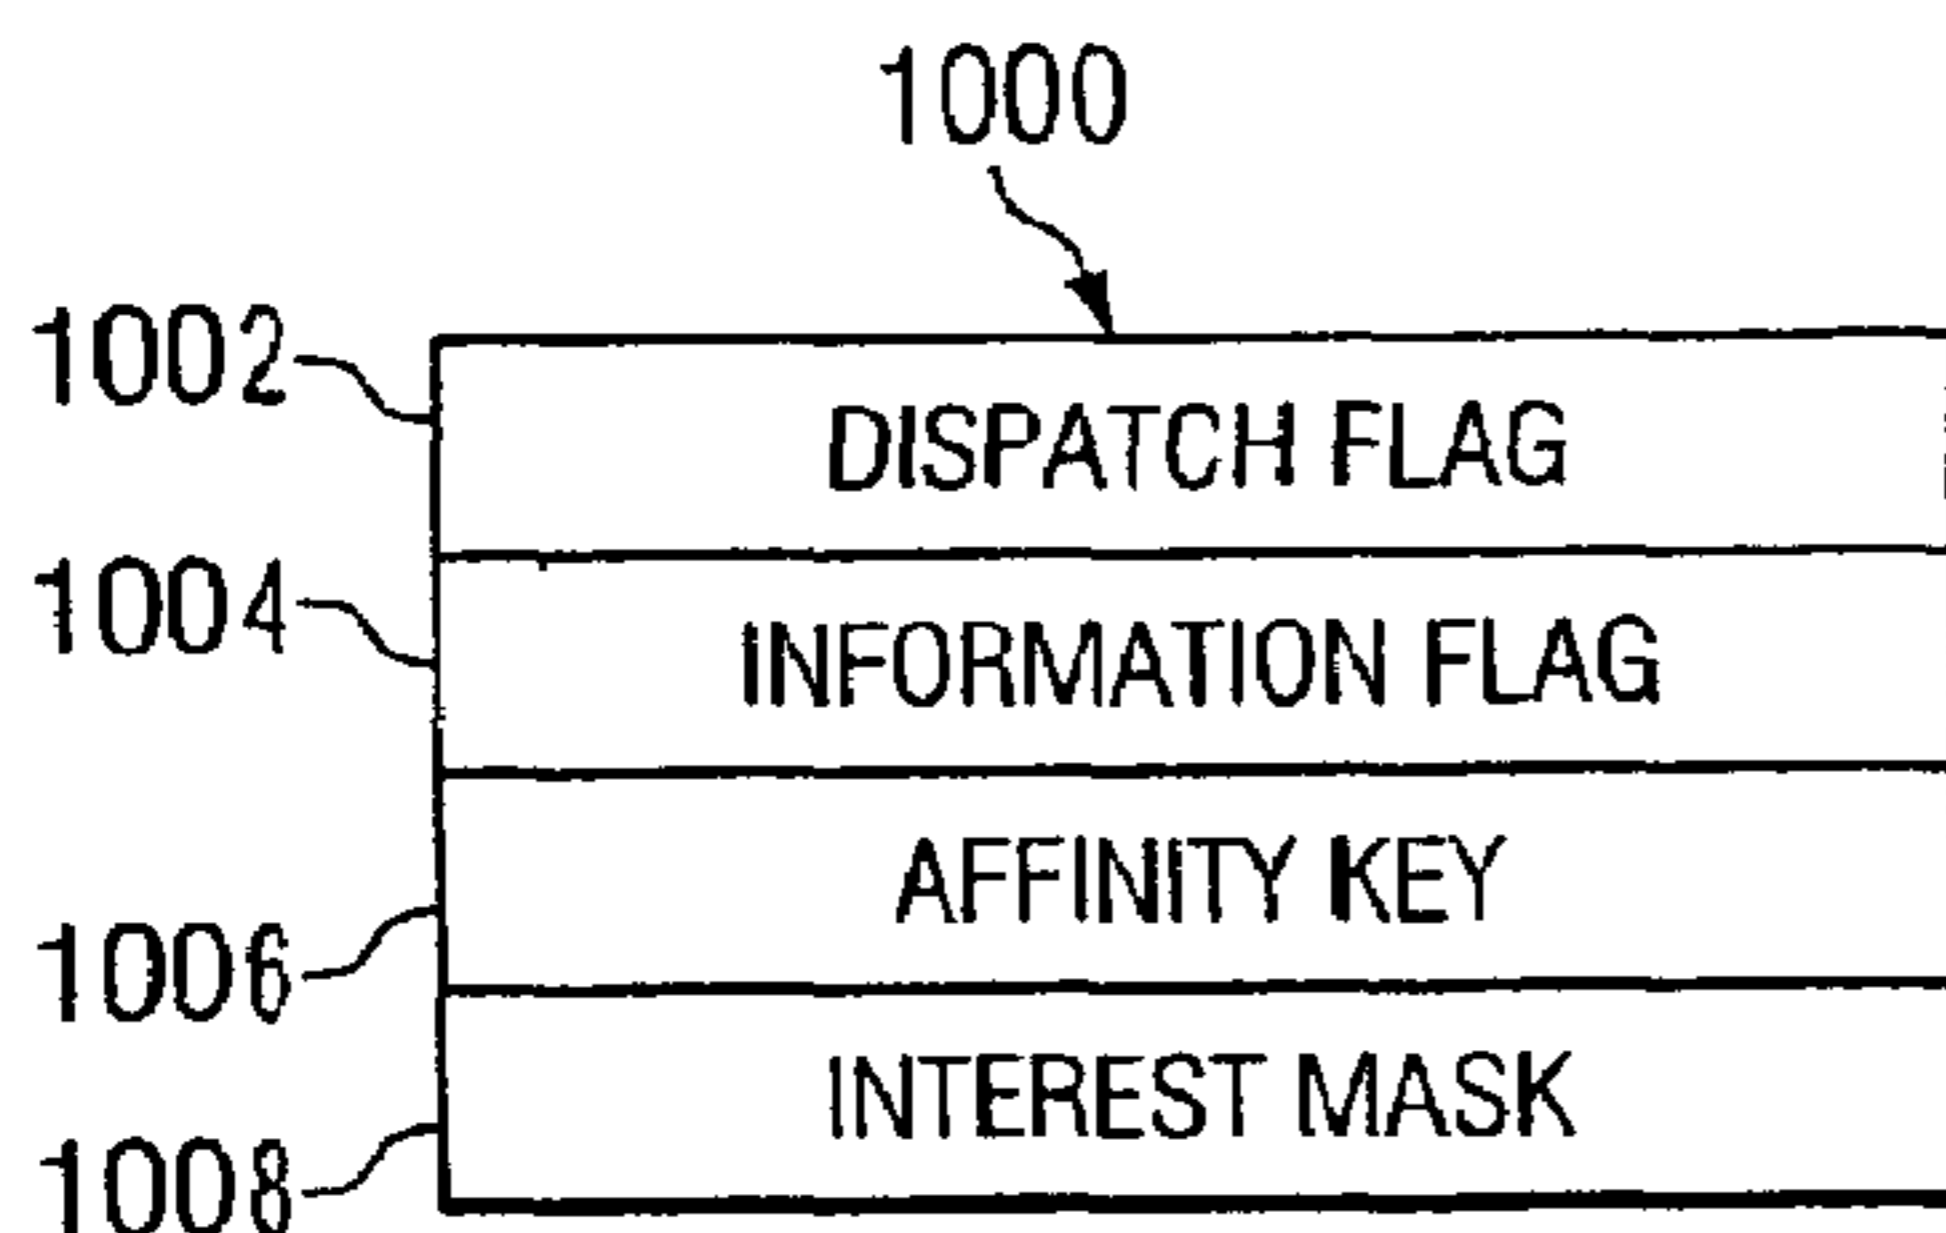 1000
1002
DISPATCH FLAG
1004
INFORMATION FLAG
AFFINITY KEY
1006
INTEREST MASK
1008